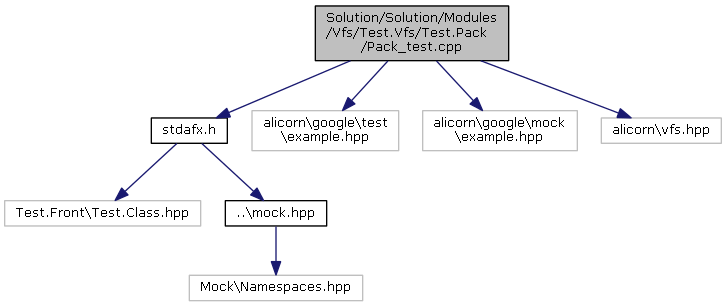 Solution/Solution/Modules
/Vfs/Test.Vfs/Test.Pack
/Pack_test.cpp
stdafx.h
alicorn\google\test
\example.hpp
alicorn\google\mock
\example.hpp
alicorn\vfs.hpp
Test.Front\Test.Class.hpp
..\mock.hpp
Mock\Namespaces.hpp